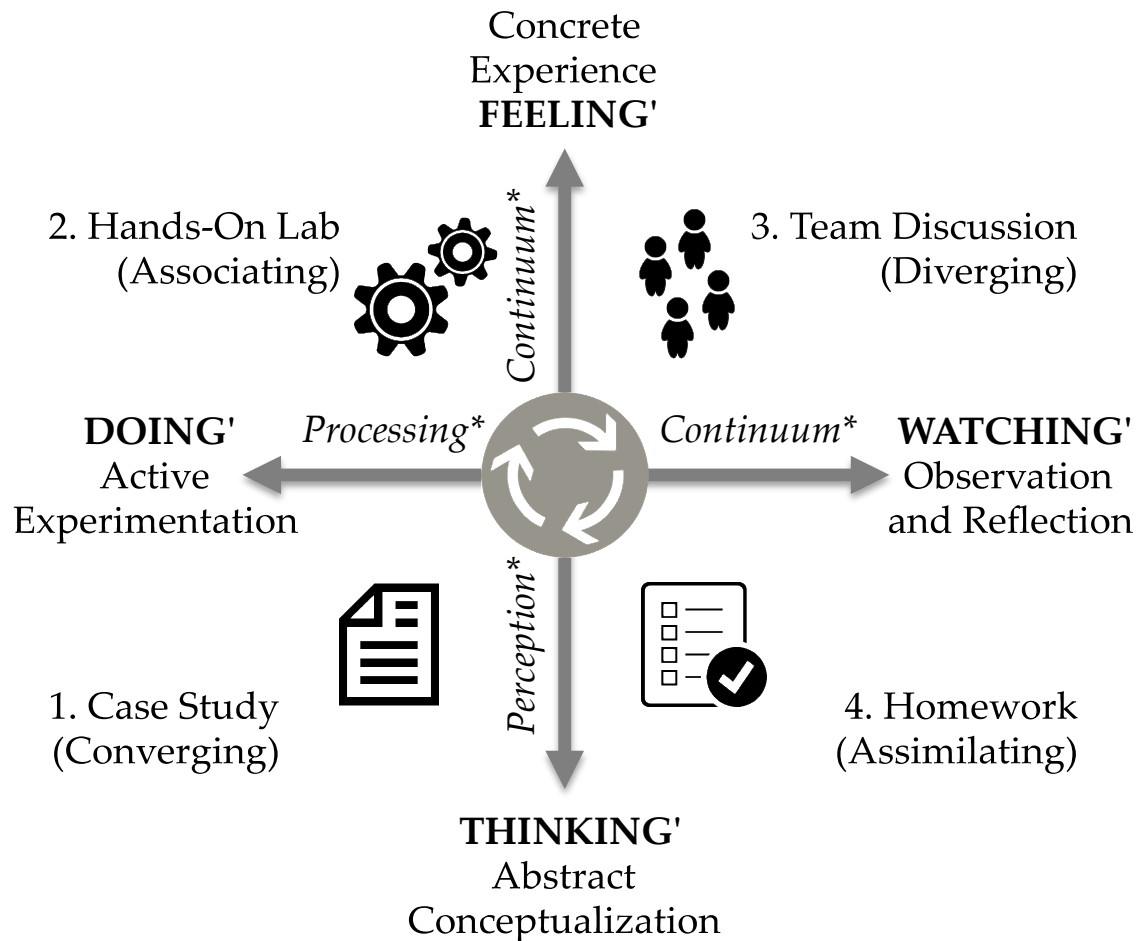 Concrete
Experience
FEELING'
2. Hands-On Lab
(Associating)
Continuum*
3. Team Discussion
(Diverging)
DOING'
Active
Experimentation
Processing*
Continuum*
WATCHING'
Observation
and Reflection
Perception*
1. Case Study
(Converging)
4. Homework
(Assimilating)
THINKING'
Abstract
Conceptualization